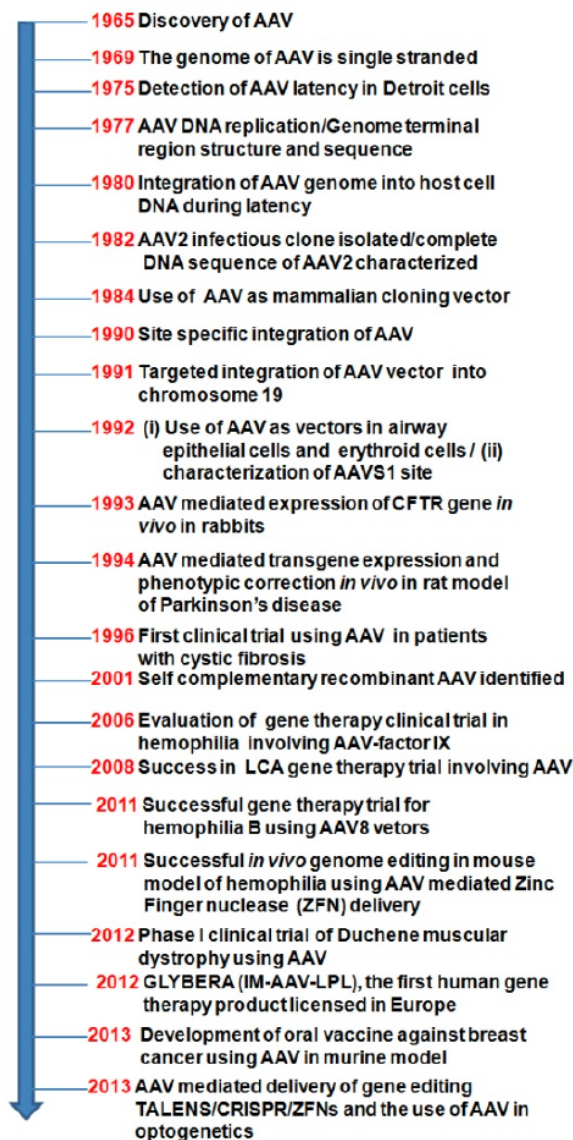 1965 Discovery of AAV
1969 The genome of AAV is single stranded
1975 Detection of AAV latency in Detroit cells
1977 AAV DNA replication/Genome terminal
region structure and sequence
1980 Integration of AAV genome into host cell
DNA during latency
1982 AAV2 infectious clone isolated/complete
DNA sequence of AAV2 characterized
1984 Use of AAV as mammalian cloning vector
1990 Site specific integration of AAV
1991 Targeted integration of AAV vector into
chromosome 19
1992 (i) Use of AAV as vectors in airway
epithelial cells and erythroid cells / (ii)
characterization of AAVS1 site
1993 AAV mediated expression of CFTR gene in
vivo in rabbits
1994 AAV mediated transgene expression and
phenotypic correction in vivo in rat model
of Parkinson's disease
1996 First clinical trial using AAV in patients
with cystic fibrosis
2001 Self complementary recombinant AAV identified
2006 Evaluation of gene therapy clinical trial in
hemophilia involving AAV-factor IX
2008 Success in LCA gene therapy trial involving AAV
2011 Successful gene therapy trial for
hemophilia B using AAV8 vetors
2011 Successful in vivo genome editing in mouse
model of hemophilia using AAV mediated Zinc
Finger nuclease (ZFN) delivery
2012 Phase I clinical trial of Duchene muscular
dystrophy using AAV
2012 GLYBERA (IM-AAV-LPL), the first human gene
therapy product licensed in Europe
2013 Development of oral vaccine against breast
cancer using AAV in murine model
2013 AAV mediated delivery of gene editing
TALENS/CRISPR/ZFNs and the use of AAV in
optogenetics